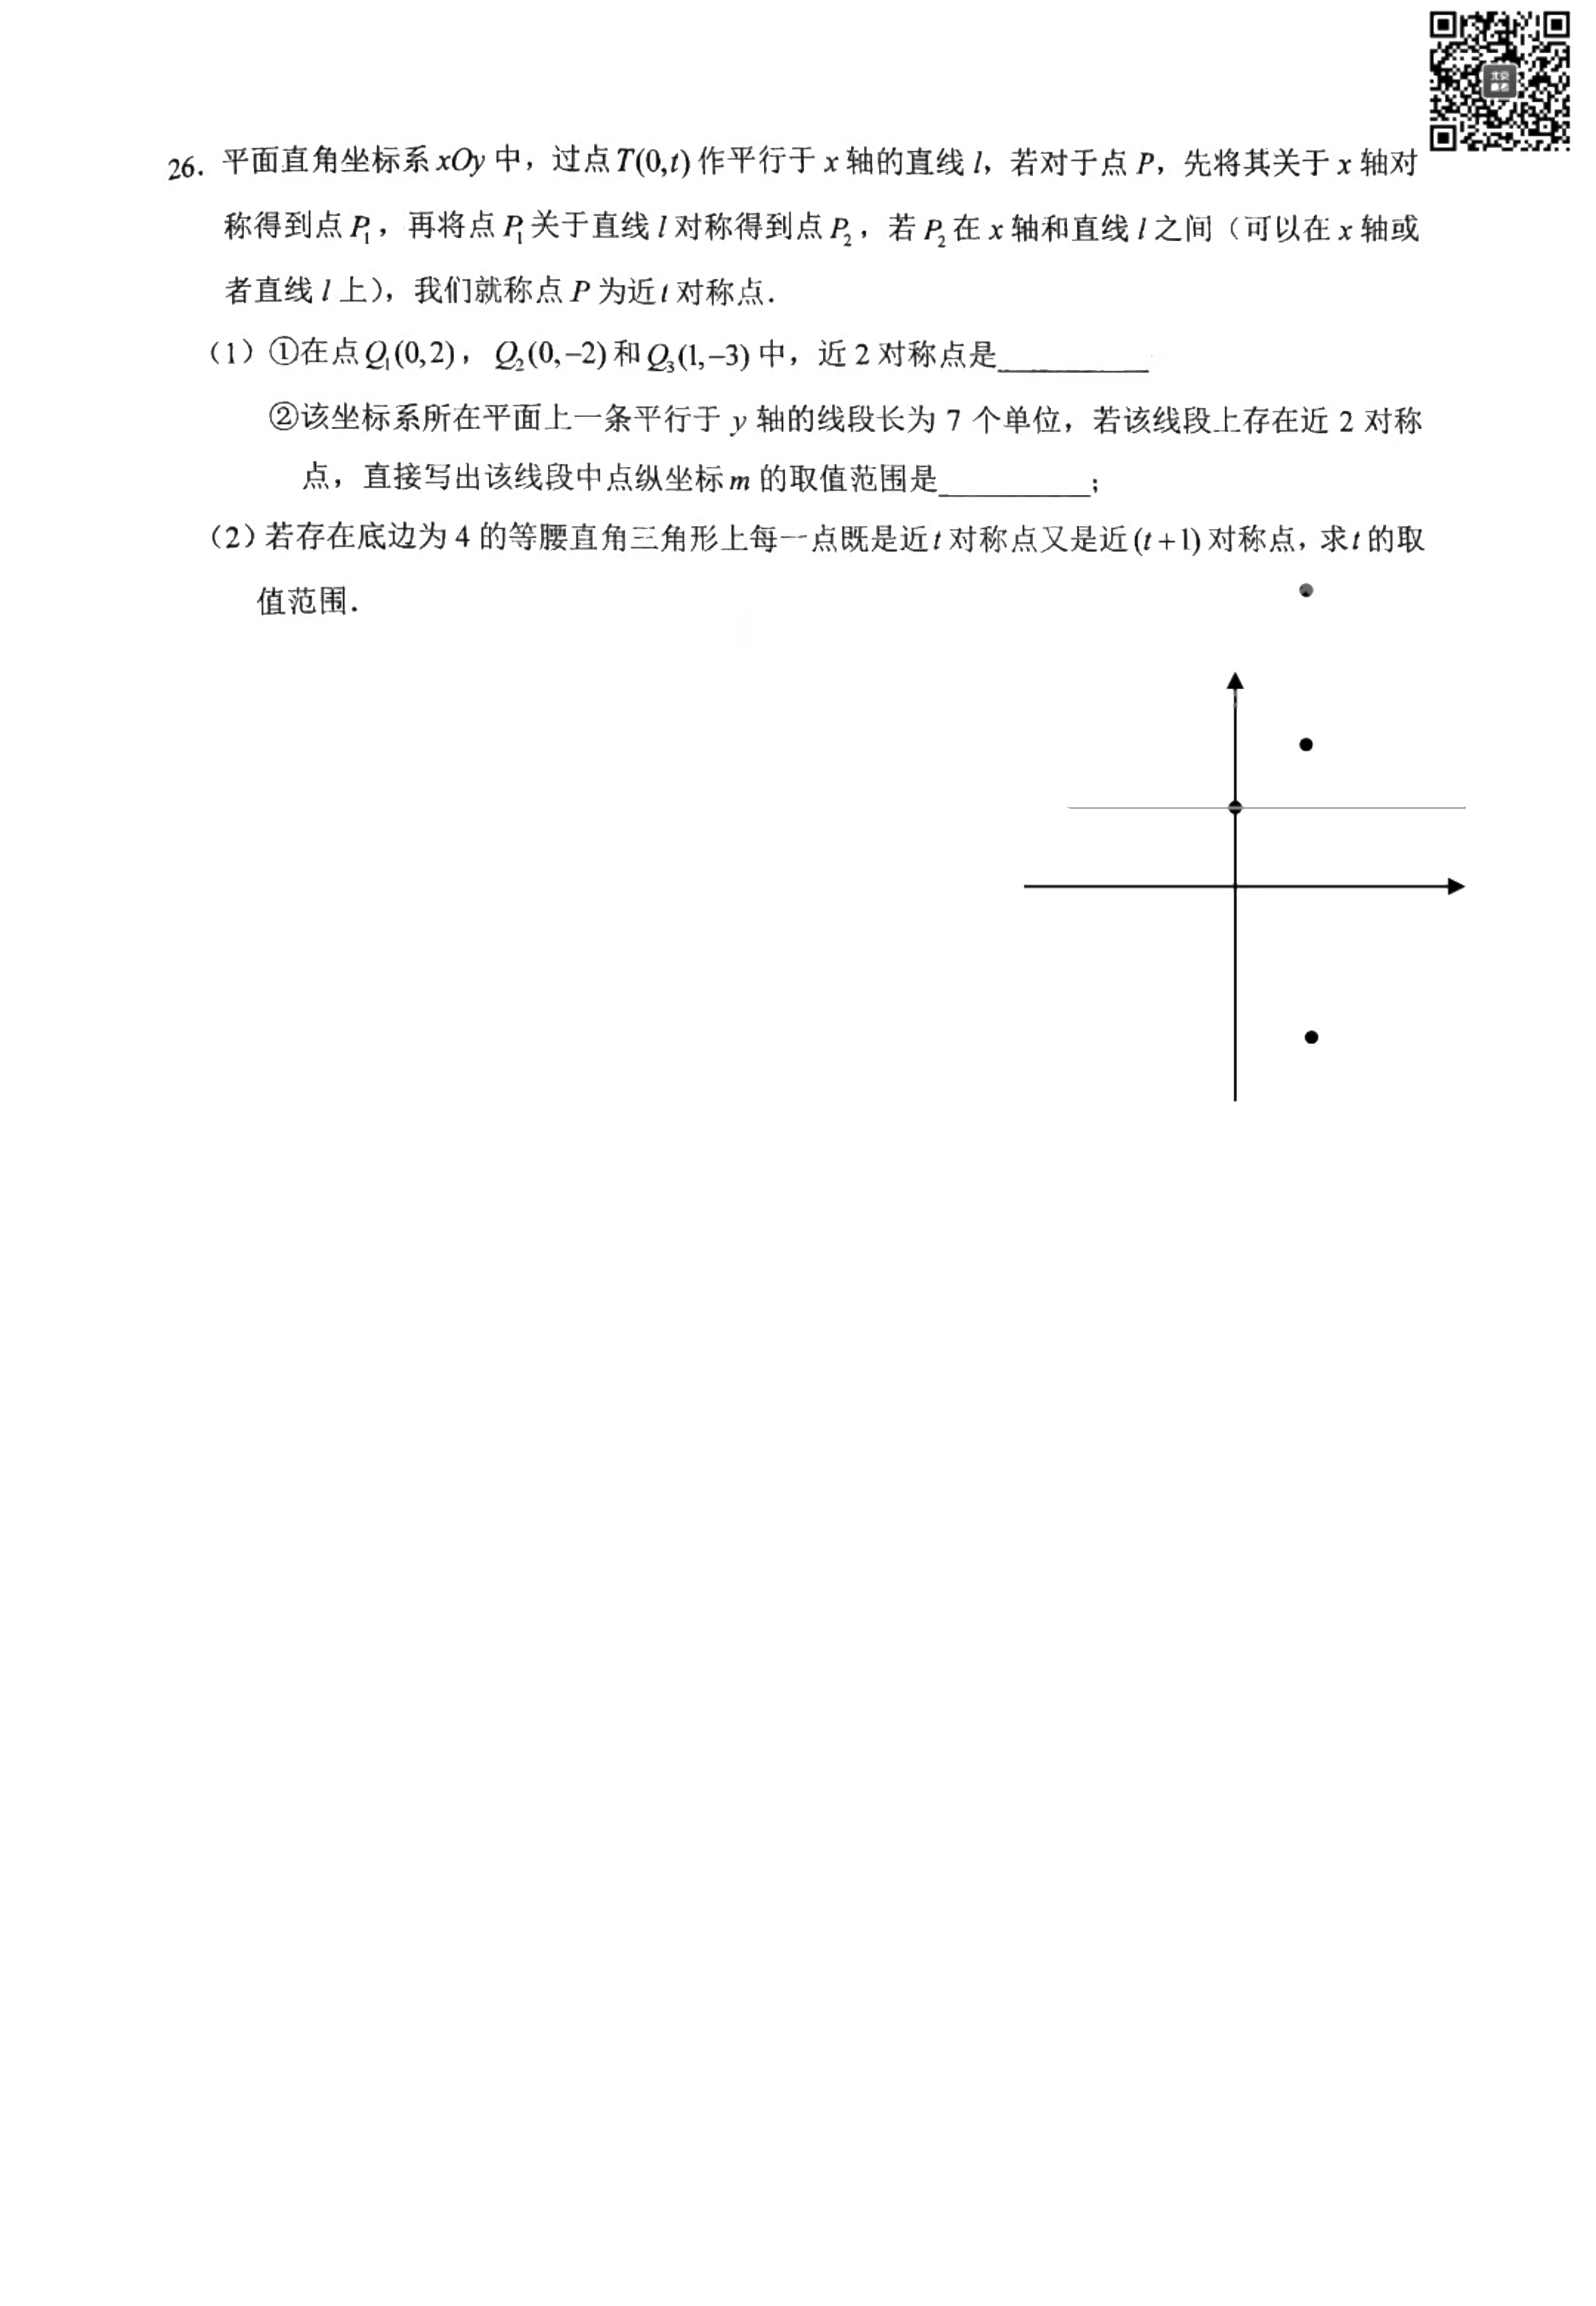 26. 平面直角坐标系 xOy 中，过点 T(0,t) 作平行于 x 轴的直线 l，若对于点 P，先将其关于 x 轴对
称得到点 P₁，再将点 P₁ 关于直线 l 对称得到点 P₂，若 P₂ 在 x 轴和直线 l 之间（可以在 x 轴或
者直线 l 上），我们就称点 P 为近 t 对称点．
（1）①在点 Q₁(0,2)，Q₂(0,−2) 和 Q₃(1,−3) 中，近 2 对称点是__________
②该坐标系所在平面上一条平行于 y 轴的线段长为 7 个单位，若该线段上存在近 2 对称
点，直接写出该线段中点纵坐标 m 的取值范围是__________；
（2）若存在底边为 4 的等腰直角三角形上每一点既是近 t 对称点又是近 (t+1) 对称点，求 t 的取
值范围．